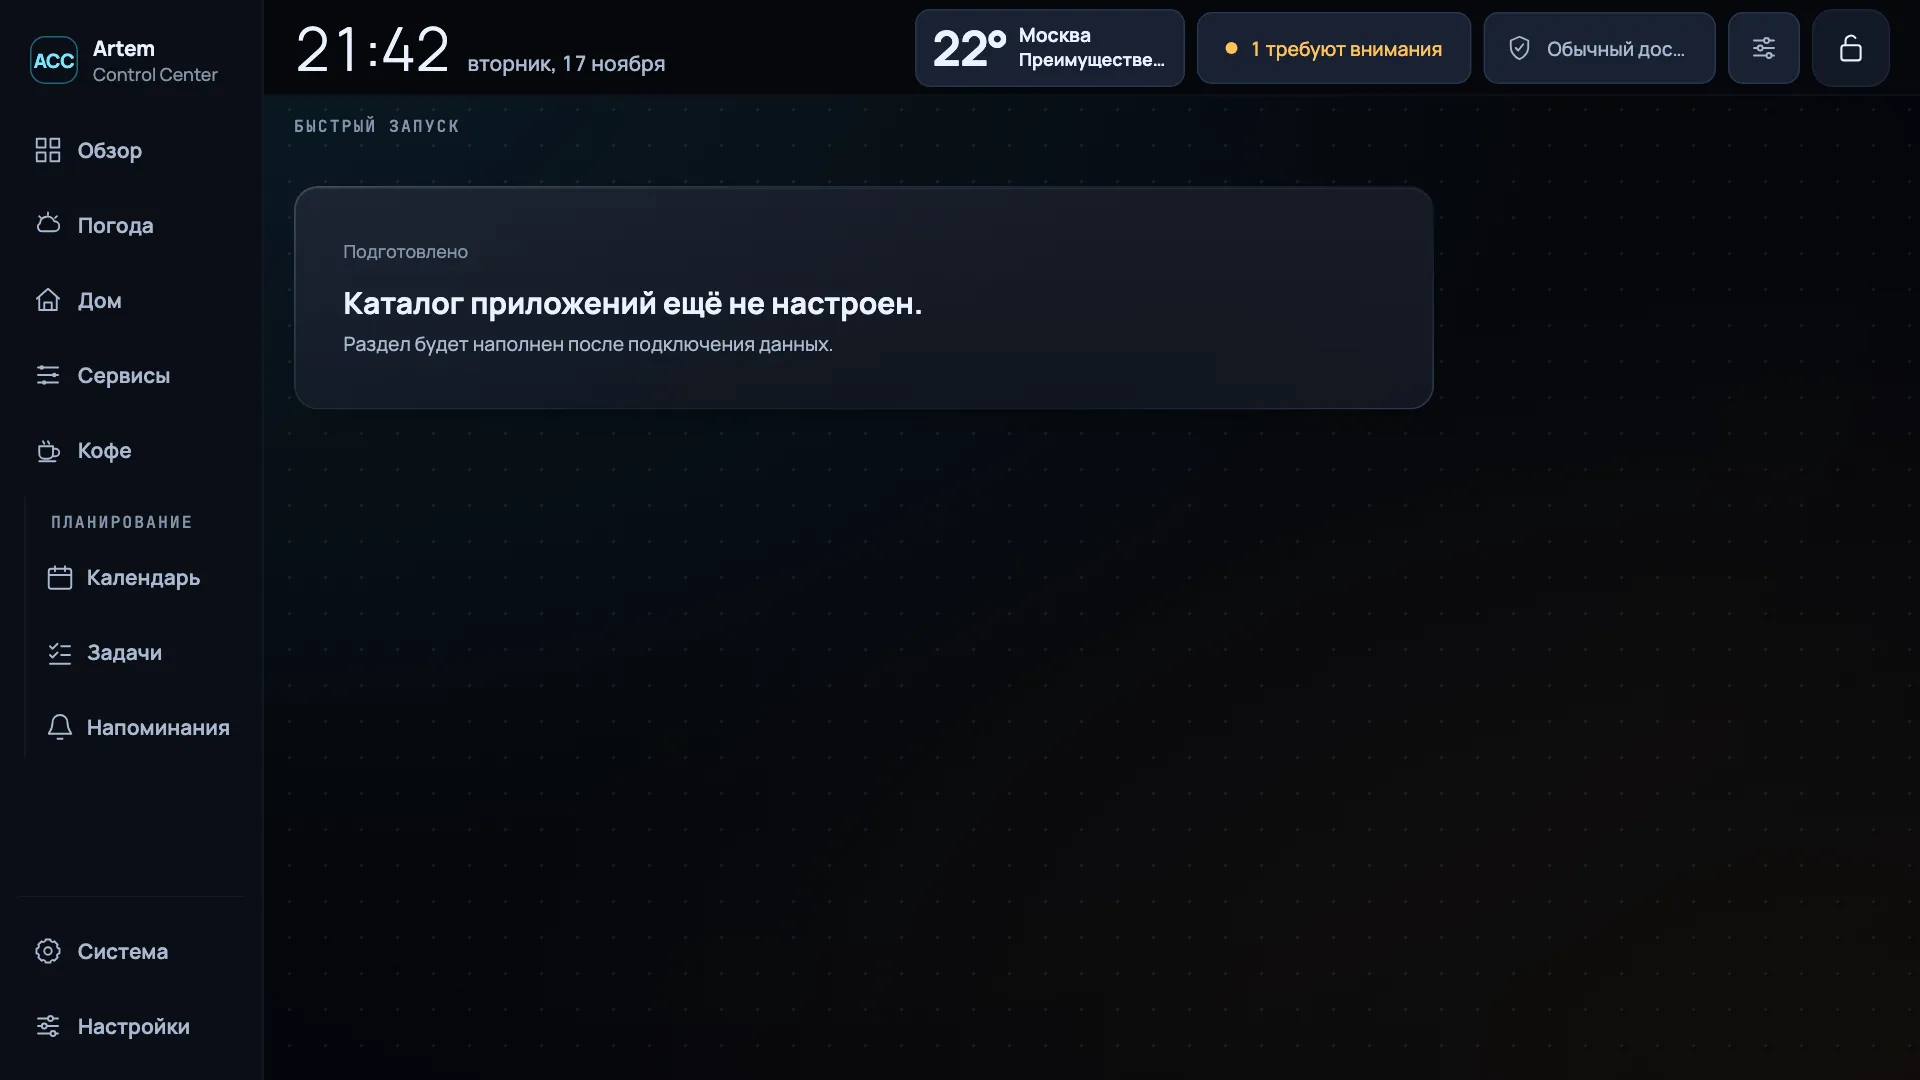 ACC
Artem
Control Center
Обзор
Погода
Дом
Сервисы
Кофе
ПЛАНИРОВАНИЕ
Календарь
Задачи
Напоминания
Система
Настройки
21:42 вторник, 17 ноября
22° Москва
Преимуществе...
1 требуют внимания
Обычный дос...
БЫСТРЫЙ ЗАПУСК
Подготовлено
Каталог приложений ещё не настроен.
Раздел будет наполнен после подключения данных.